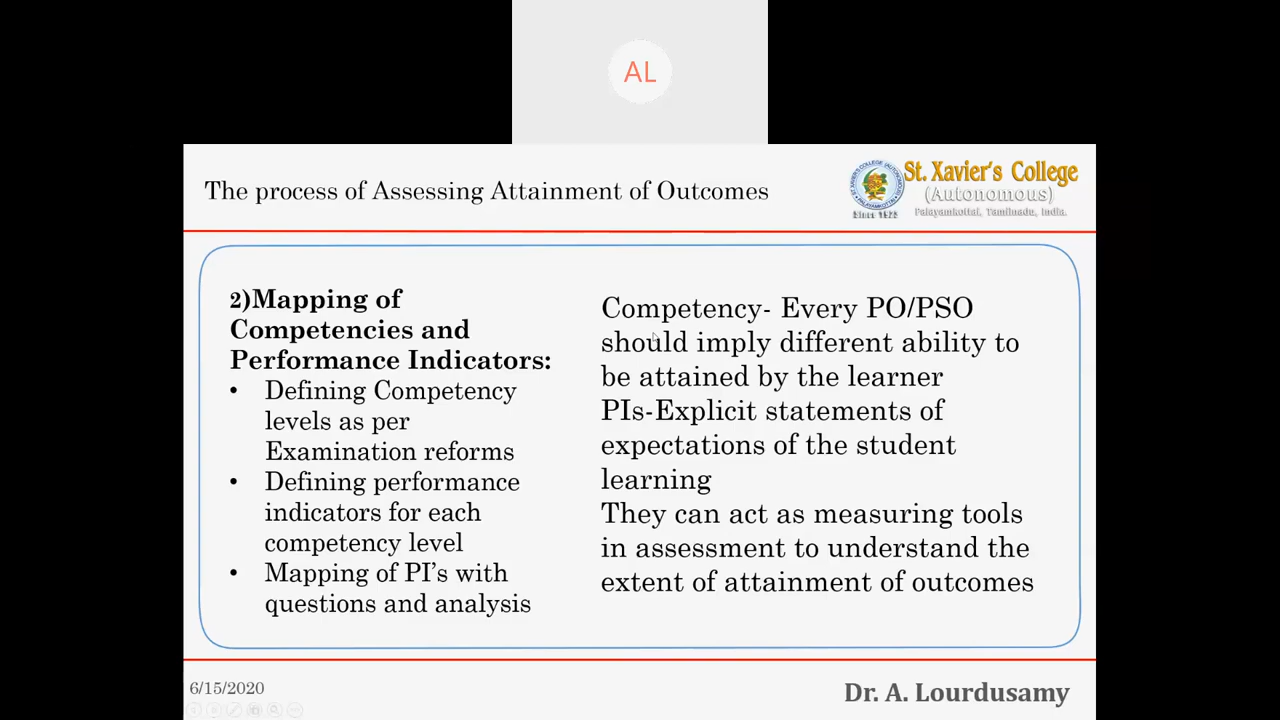 AL
The process of Assessing Attainment of Outcomes
St. Xavier's College
(Autonomous)
Palayamkottai, Tamilnadu, India.
Since 1923
2)Mapping of
Competencies and
Performance Indicators:
• Defining Competency
levels as per
Examination reforms
• Defining performance
indicators for each
competency level
• Mapping of PI’s with
questions and analysis
Competency- Every PO/PSO
should imply different ability to
be attained by the learner
PIs-Explicit statements of
expectations of the student
learning
They can act as measuring tools
in assessment to understand the
extent of attainment of outcomes
6/15/2020
Dr. A. Lourdusamy